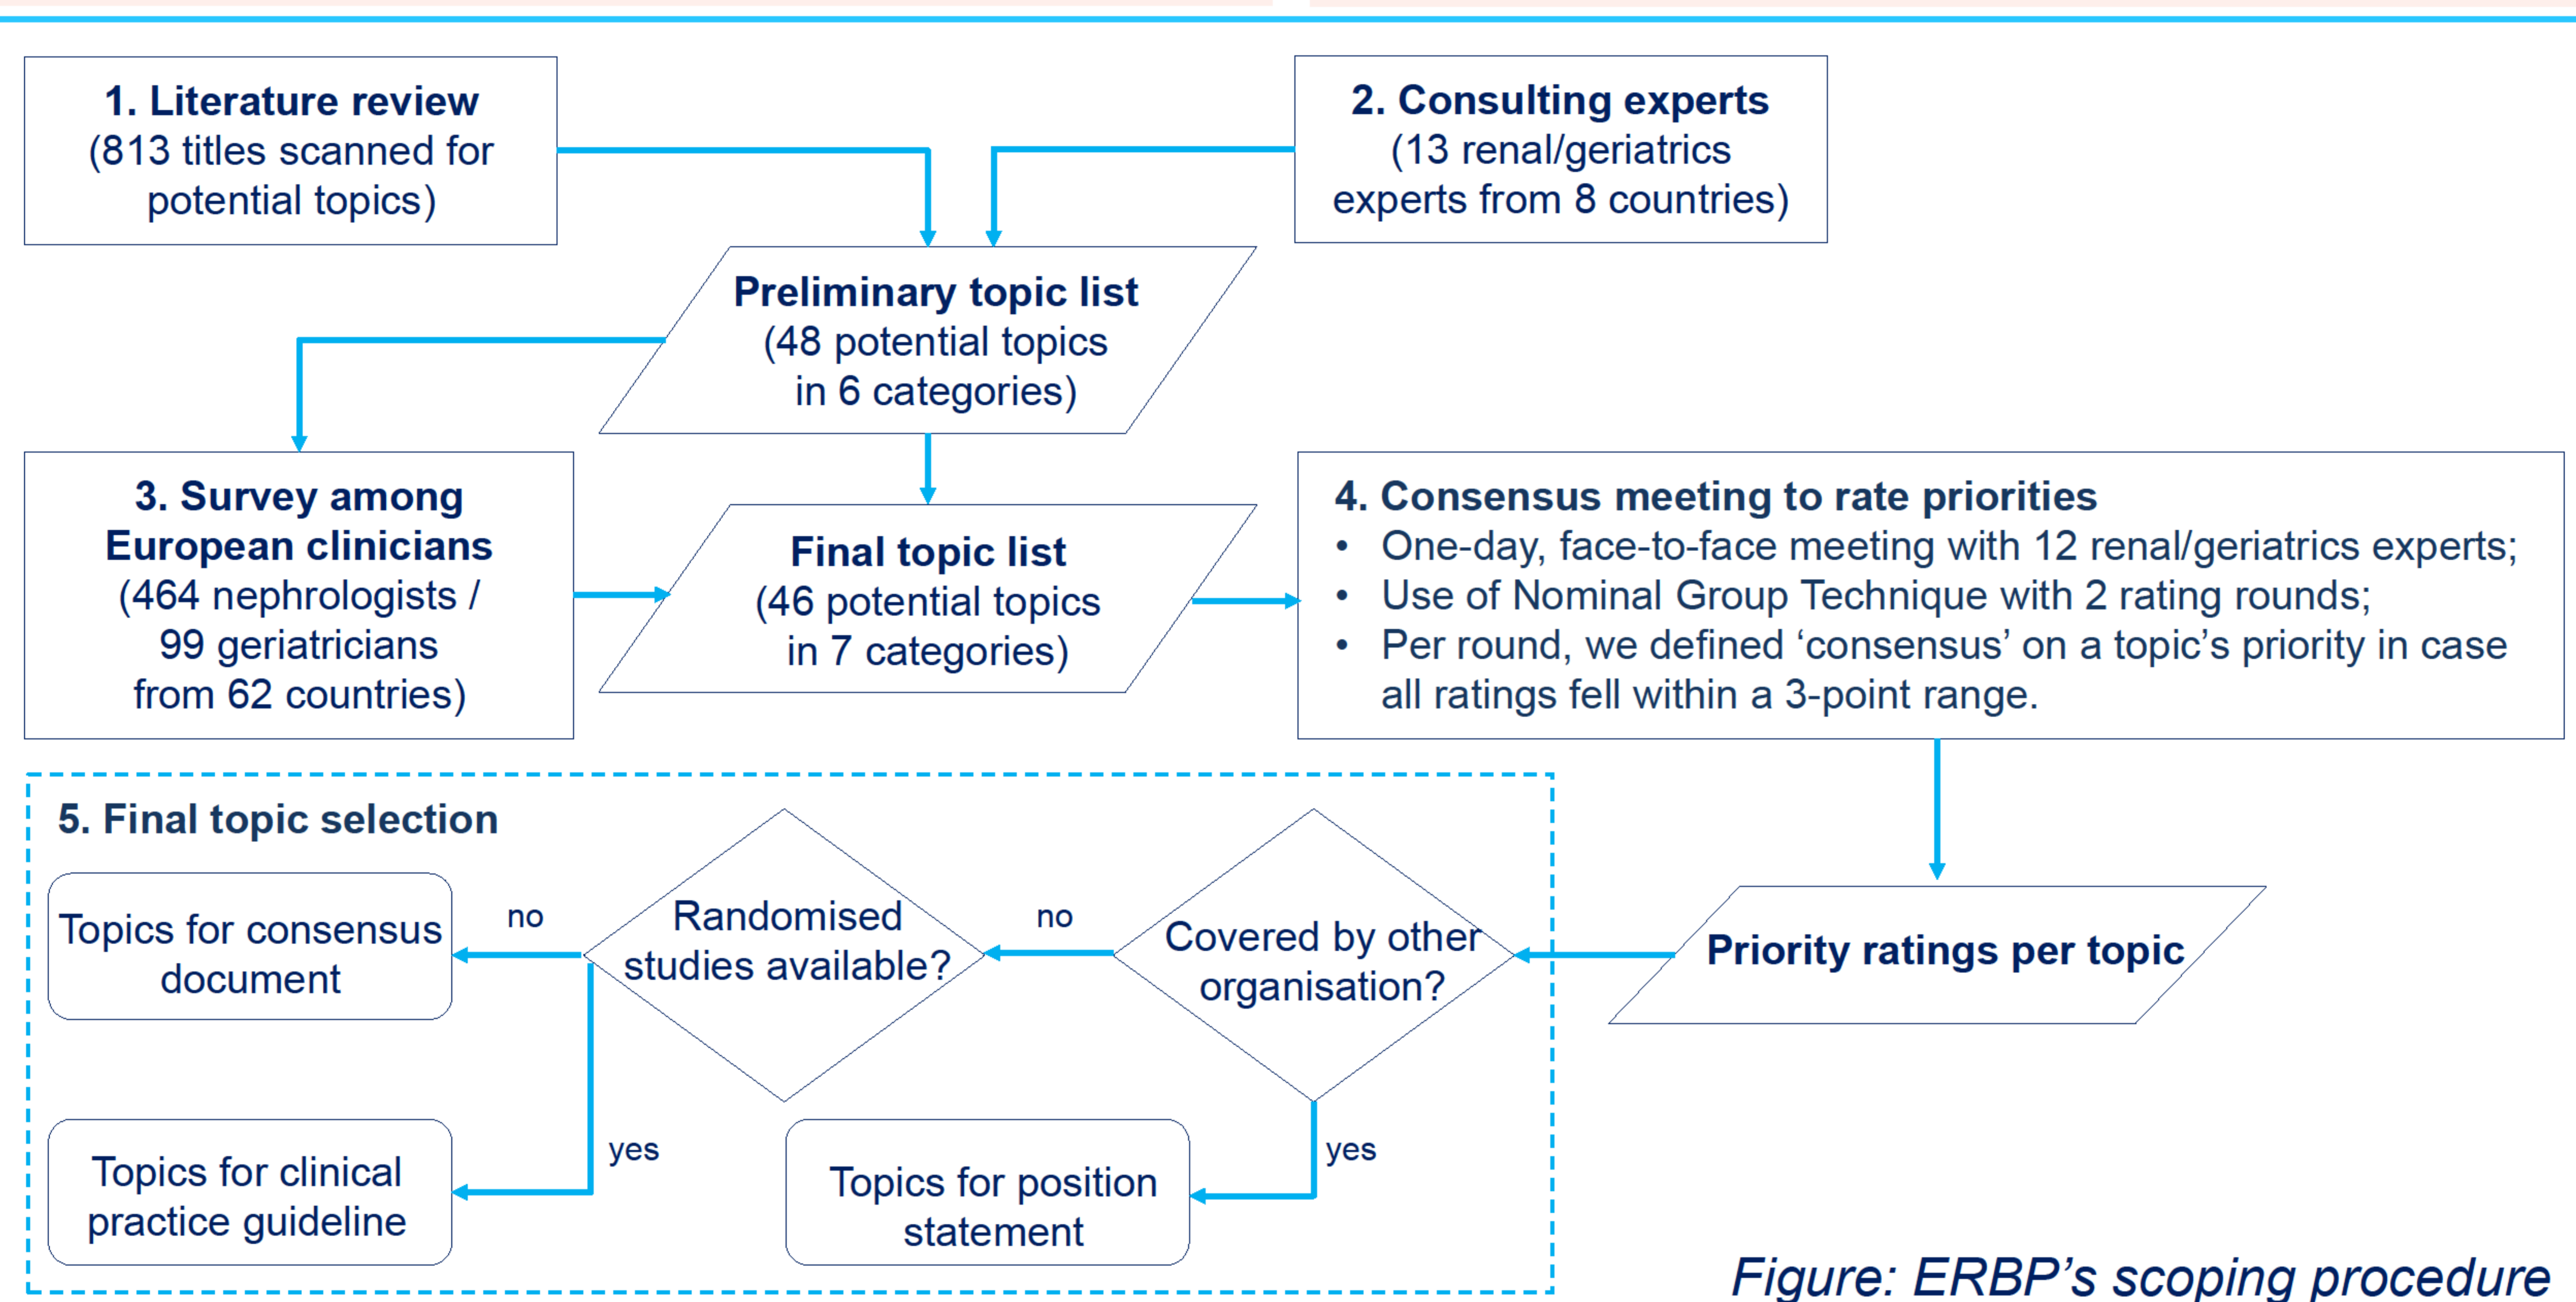 1. Literature review
(813 titles scanned for
potential topics)
2. Consulting experts
(13 renal/geriatrics
experts from 8 countries)
Preliminary topic list
(48 potential topics
in 6 categories)
3. Survey among
European clinicians
(464 nephrologists /
99 geriatricians
from 62 countries)
Final topic list
(46 potential topics
in 7 categories)
4. Consensus meeting to rate priorities
• One-day, face-to-face meeting with 12 renal/geriatrics experts;
• Use of Nominal Group Technique with 2 rating rounds;
• Per round, we defined ‘consensus’ on a topic’s priority in case
all ratings fell within a 3-point range.
Priority ratings per topic
5. Final topic selection
Covered by other
organisation?
no
Randomised
studies available?
no
Topics for consensus
document
yes
Topics for clinical
practice guideline
yes
Topics for position
statement
Figure: ERBP’s scoping procedure